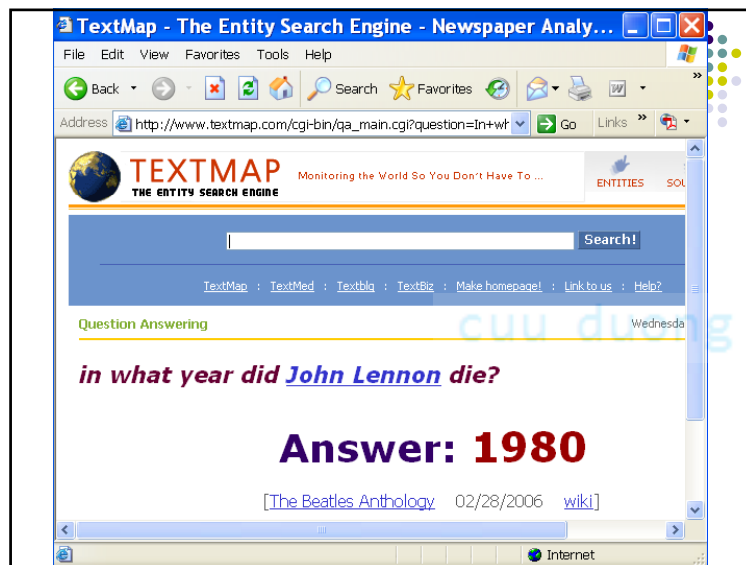 TextMap - The Entity Search Engine - Newspaper Analy...
File Edit View Favorites Tools Help
Back Search Favorites »
Address http://www.textmap.com/cgi-bin/qa_main.cgi?question=In+wh Go Links »
TEXTMAP Monitoring the World So You Don't Have To ...
THE ENTITY SEARCH ENGINE ENTITIES SOU
Search!
TextMap : TextMed : Textblg : TextBiz : Make homepage! : Link to us : Help?
cuu duong
Question Answering Wednesda
in what year did John Lennon die?
Answer: 1980
[The Beatles Anthology 02/28/2006 wiki]
Internet